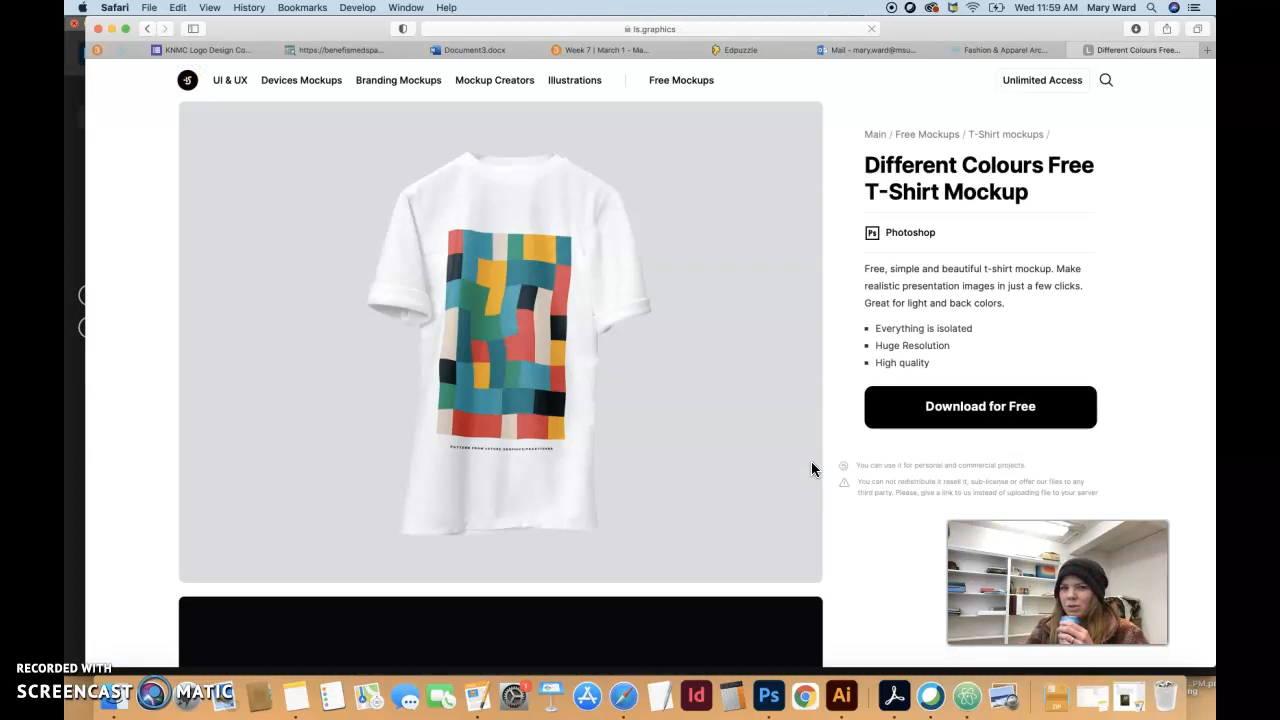 Safari File Edit View History Bookmarks Develop Window Help
Wed 11:59 AM Mary Ward
ls.graphics
KNMC Logo Design Co...
https://benefismedspa...
Document3.docx
Week 7 | March 1 - Ma...
Edpuzzle
Mail - mary.ward@msu...
Fashion & Apparel Arc...
Different Colours Free...
UI & UX Devices Mockups Branding Mockups Mockup Creators Illustrations Free Mockups
Unlimited Access
Main / Free Mockups / T-Shirt mockups /
Different Colours Free
T-Shirt Mockup
Ps Photoshop
Free, simple and beautiful t-shirt mockup. Make
realistic presentation images in just a few clicks.
Great for light and back colors.
Everything is isolated
Huge Resolution
High quality
Download for Free
You can use it for personal and commercial projects.
You can not redistribute it resell it, sub-license or offer our files to any
third party. Please, give a link to us instead of uploading file to your server
RECORDED WITH
SCREENCAST MATIC
Id
Ps
Ai
ZIP